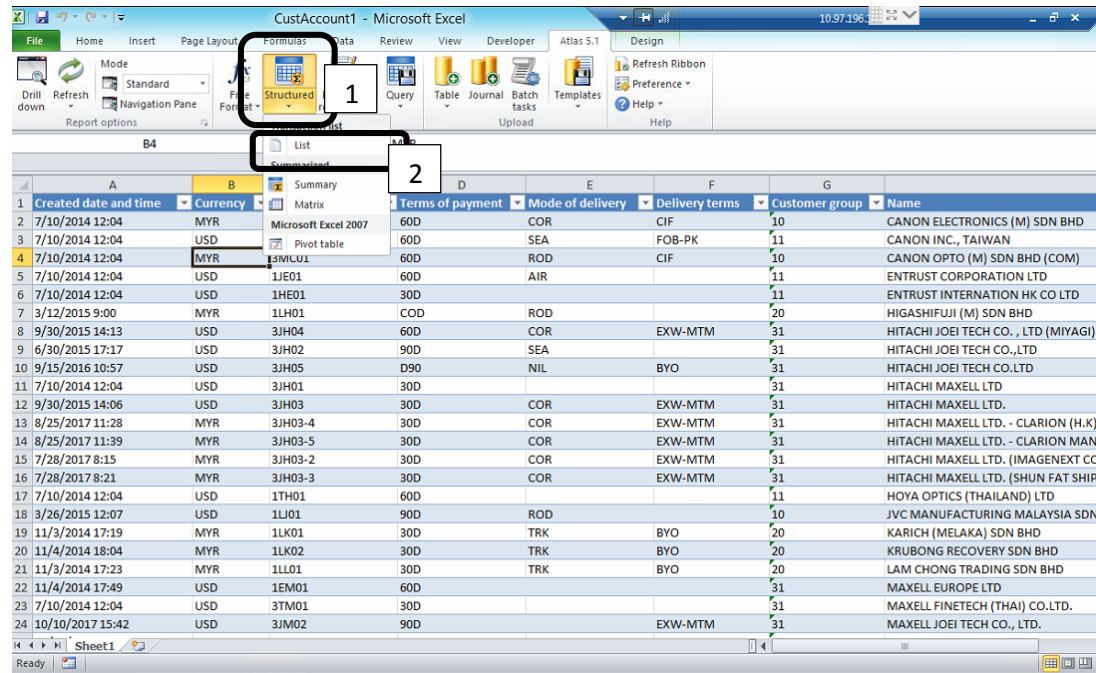 CustAccount1 - Microsoft Excel
10.97.196.
File Home Insert Page Layout Formulas Data Review View Developer Atlas 5.1 Design
Drill down
Refresh
Mode
Standard
Navigation Pane
Report options
Free Format
Structured
Query
Table
Journal
Batch tasks
Upload
Templates
Refresh Ribbon
Preference
Help
Help
1
2
List
Summarized
Summary
Matrix
Microsoft Excel 2007
Pivot table
B4
A B D E F G
1 Created date and time Currency Terms of payment Mode of delivery Delivery terms Customer group Name
2 7/10/2014 12:04 MYR 60D COR CIF 10 CANON ELECTRONICS (M) SDN BHD
3 7/10/2014 12:04 USD 60D SEA FOB-PK 11 CANON INC., TAIWAN
4 7/10/2014 12:04 MYR 3MC01 60D ROD CIF 10 CANON OPTO (M) SDN BHD (COM)
5 7/10/2014 12:04 USD 1JE01 60D AIR 11 ENTRUST CORPORATION LTD
6 7/10/2014 12:04 USD 1HE01 30D 11 ENTRUST INTERNATION HK CO LTD
7 3/12/2015 9:00 MYR 1LH01 COD ROD 20 HIGASHIFUJI (M) SDN BHD
8 9/30/2015 14:13 USD 3JH04 60D COR EXW-MTM 31 HITACHI JOEI TECH CO. , LTD (MIYAGI)
9 6/30/2015 17:17 USD 3JH02 90D SEA 31 HITACHI JOEI TECH CO.,LTD
10 9/15/2016 10:57 USD 3JH05 D90 NIL BYO 31 HITACHI JOEI TECH CO.LTD
11 7/10/2014 12:04 USD 3JH01 30D 31 HITACHI MAXELL LTD
12 9/30/2015 14:06 USD 3JH03 30D COR EXW-MTM 31 HITACHI MAXELL LTD.
13 8/25/2017 11:28 MYR 3JH03-4 30D COR EXW-MTM 31 HITACHI MAXELL LTD. - CLARION (H.K)
14 8/25/2017 11:39 MYR 3JH03-5 30D COR EXW-MTM 31 HiTACHI MAXELL LTD. - CLARION MAN
15 7/28/2017 8:15 MYR 3JH03-2 30D COR EXW-MTM 31 HITACHI MAXELL LTD. (IMAGENEXT CO
16 7/28/2017 8:21 MYR 3JH03-3 30D COR EXW-MTM 31 HITACHI MAXELL LTD. (SHUN FAT SHIP
17 7/10/2014 12:04 USD 1TH01 60D 11 HOYA OPTICS (THAILAND) LTD
18 3/26/2015 12:07 USD 1LJ01 90D ROD 10 JVC MANUFACTURING MALAYSIA SDN
19 11/3/2014 17:19 MYR 1LK01 30D TRK BYO 20 KARICH (MELAKA) SDN BHD
20 11/4/2014 18:04 MYR 1LK02 30D TRK BYO 20 KRUBONG RECOVERY SDN BHD
21 11/3/2014 17:23 MYR 1LL01 30D TRK BYO 20 LAM CHONG TRADING SDN BHD
22 11/4/2014 17:49 USD 1EM01 60D 31 MAXELL EUROPE LTD
23 7/10/2014 12:04 USD 3TM01 30D 31 MAXELL FINETECH (THAI) CO.LTD.
24 10/10/2017 15:42 USD 3JM02 90D EXW-MTM 31 MAXELL JOEI TECH CO., LTD.
Sheet1
Ready